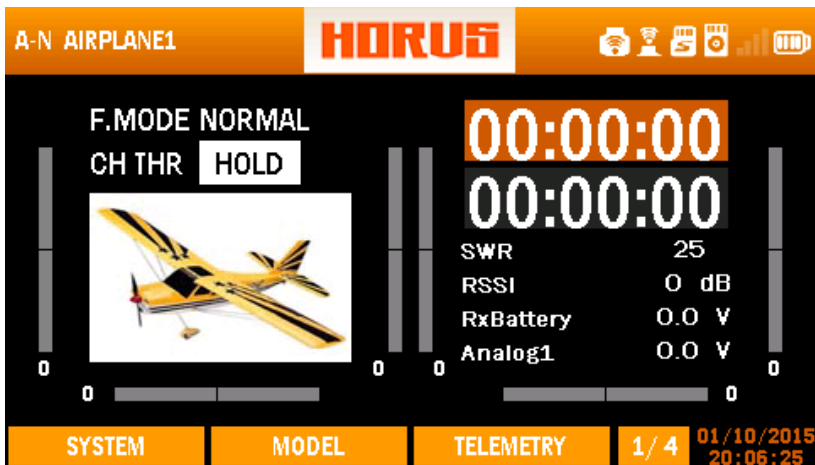 A-N AIRPLANE1
HORUS
F.MODE NORMAL
CH THR HOLD
00:00:00
00:00:00
SWR 25
RSSI 0 dB
RxBattery 0.0 V
Analog1 0.0 V
0
0
0
0
0
0
SYSTEM
MODEL
TELEMETRY
1/4
01/10/2015
20:06:25